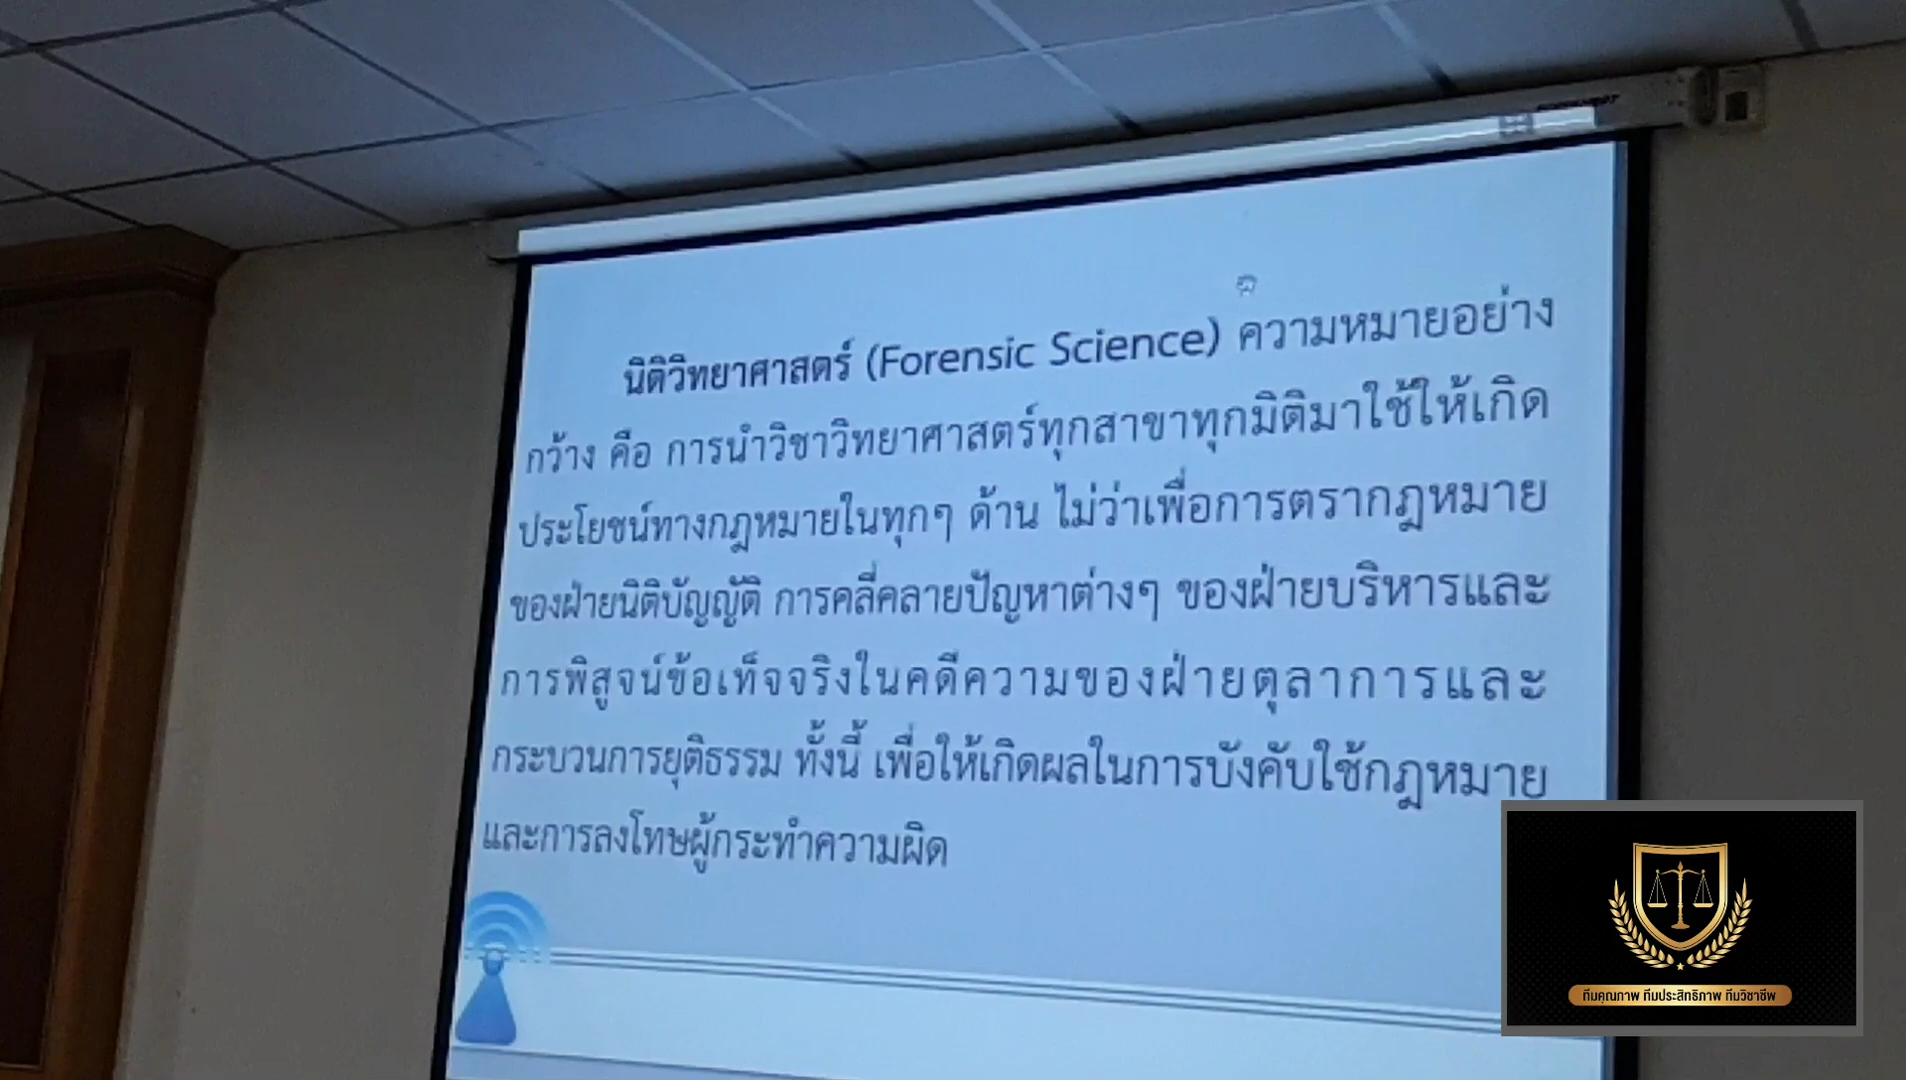 นิติวิทยาศาสตร์ (Forensic Science) ความหมายอย่าง
กว้าง คือ การนำวิชาวิทยาศาสตร์ทุกสาขาทุกมิติมาใช้ให้เกิด
ประโยชน์ทางกฎหมายในทุกๆ ด้าน ไม่ว่าเพื่อการตรากฎหมาย
ของฝ่ายนิติบัญญัติ การคลี่คลายปัญหาต่างๆ ของฝ่ายบริหารและ
การพิสูจน์ข้อเท็จจริงในคดีความของฝ่ายตุลาการและ
กระบวนการยุติธรรม ทั้งนี้ เพื่อให้เกิดผลในการบังคับใช้กฎหมาย
และการลงโทษผู้กระทำความผิด
ทีมคุณภาพ ทีมประสิทธิภาพ ทีมวิชาชีพ